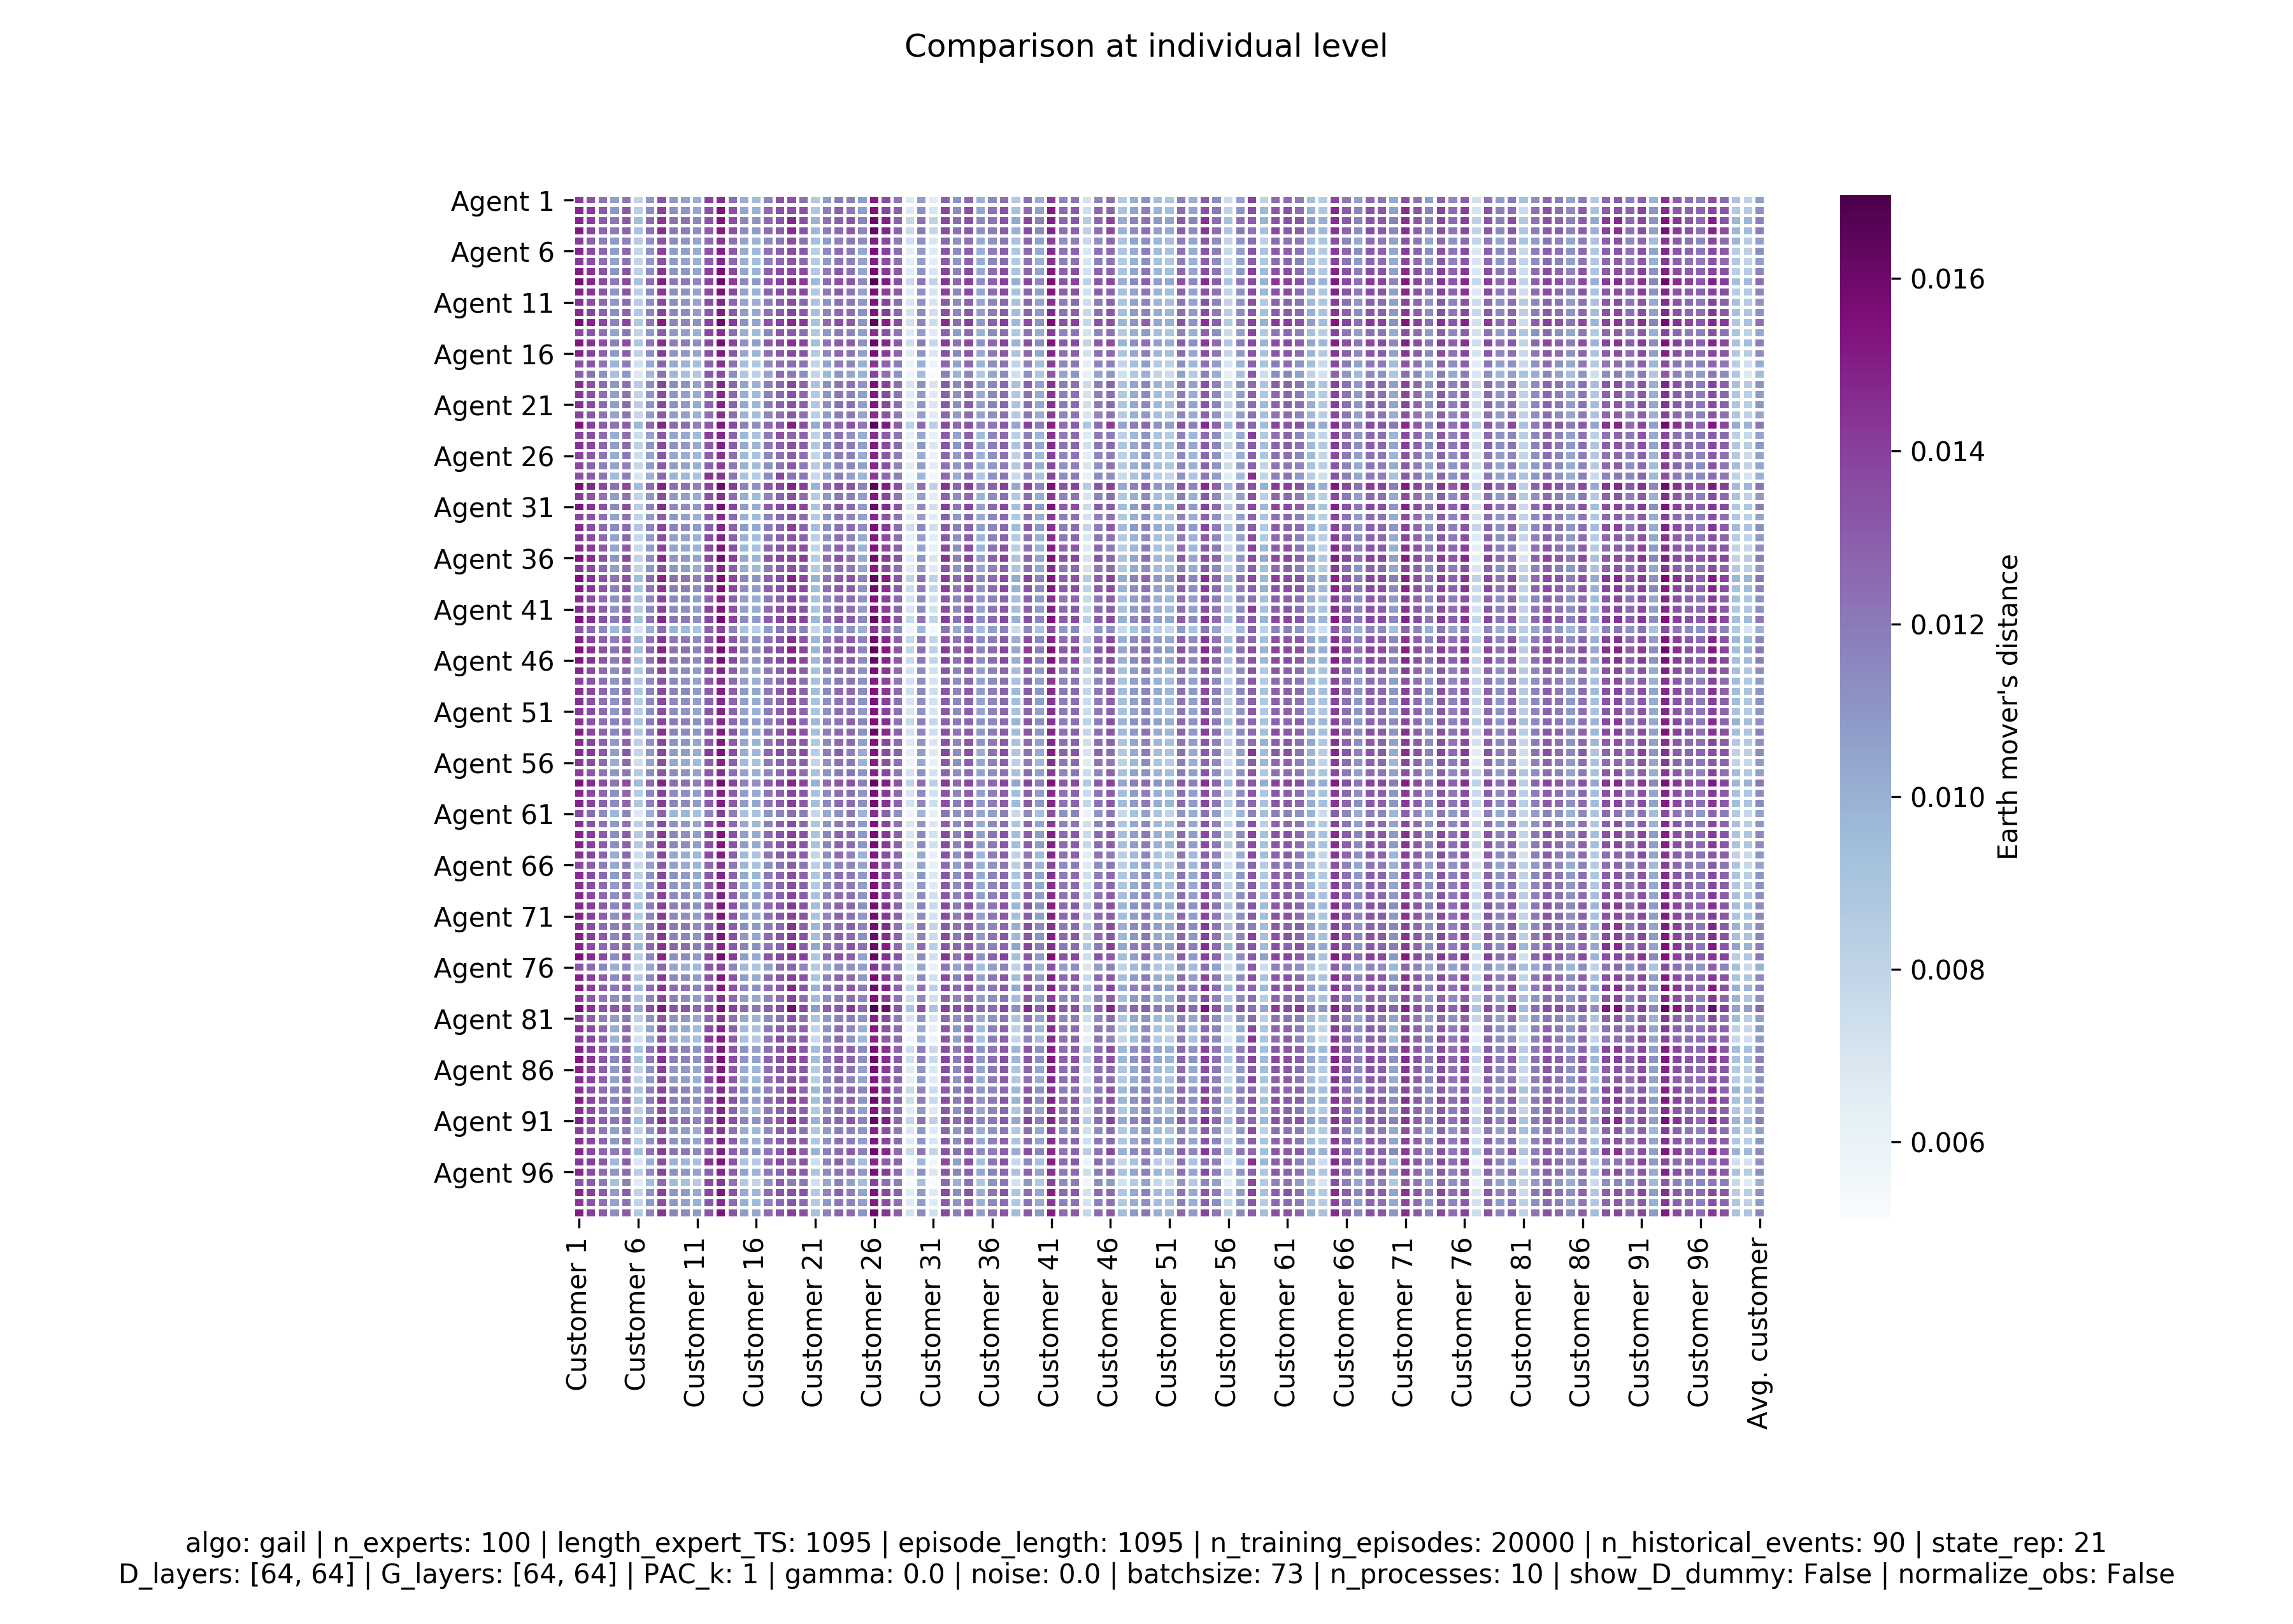 Comparison at individual level
Agent 1
Agent 6
Agent 11
Agent 16
Agent 21
Agent 26
Agent 31
Agent 36
Agent 41
Agent 46
Agent 51
Agent 56
Agent 61
Agent 66
Agent 71
Agent 76
Agent 81
Agent 86
Agent 91
Agent 96
Customer 1
Customer 6
Customer 11
Customer 16
Customer 21
Customer 26
Customer 31
Customer 36
Customer 41
Customer 46
Customer 51
Customer 56
Customer 61
Customer 66
Customer 71
Customer 76
Customer 81
Customer 86
Customer 91
Customer 96
Avg. customer
0.016
0.014
0.012
0.010
0.008
0.006
Earth mover's distance
algo: gail | n_experts: 100 | length_expert_TS: 1095 | episode_length: 1095 | n_training_episodes: 20000 | n_historical_events: 90 | state_rep: 21
D_layers: [64, 64] | G_layers: [64, 64] | PAC_k: 1 | gamma: 0.0 | noise: 0.0 | batchsize: 73 | n_processes: 10 | show_D_dummy: False | normalize_obs: False